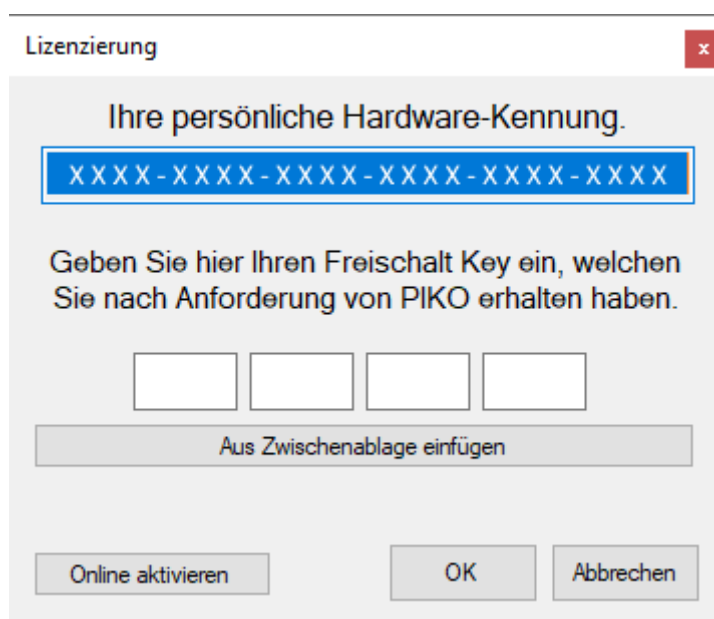 Lizenzierung
x
Ihre persönliche Hardware-Kennung.
XXXX-XXXX-XXXX-XXXX-XXXX-XXXX
Geben Sie hier Ihren Freischalt Key ein, welchen
Sie nach Anforderung von PIKO erhalten haben.
Aus Zwischenablage einfügen
Online aktivieren
OK
Abbrechen